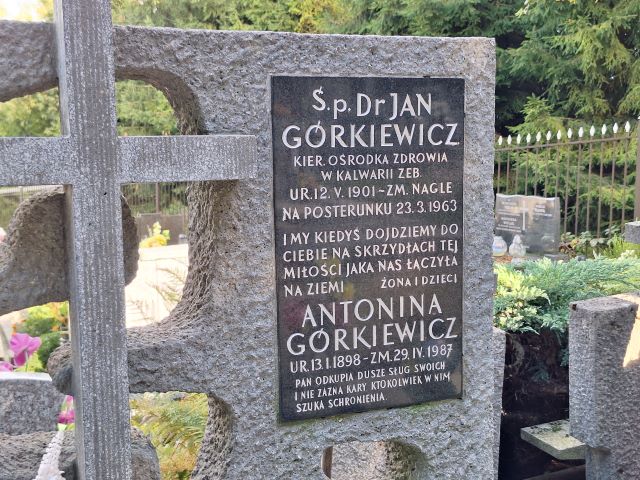 Ś.p. Dr JAN
GÓRKIEWICZ
KIER. OŚRODKA ZDROWIA
W KALWARII ZEB.
UR. 12. V. 1901 ~ ZM. NAGLE
NA POSTERUNKU 23.3.1963
I MY KIEDYŚ DOJDZIEMY DO
CIEBIE NA SKRZYDŁACH TEJ
MIŁOŚCI JAKA NAS ŁĄCZYŁA
NA ZIEMI ŻONA I DZIECI
ANTONINA
GÓRKIEWICZ
UR. 13. I. 1898 - ZM. 29. IV. 1987
PAN ODKUPIA DUSZE SŁUG SWOICH
I NIE ZAZNA KARY KTOKOLWIEK W NIM
SZUKA SCHRONIENIA.